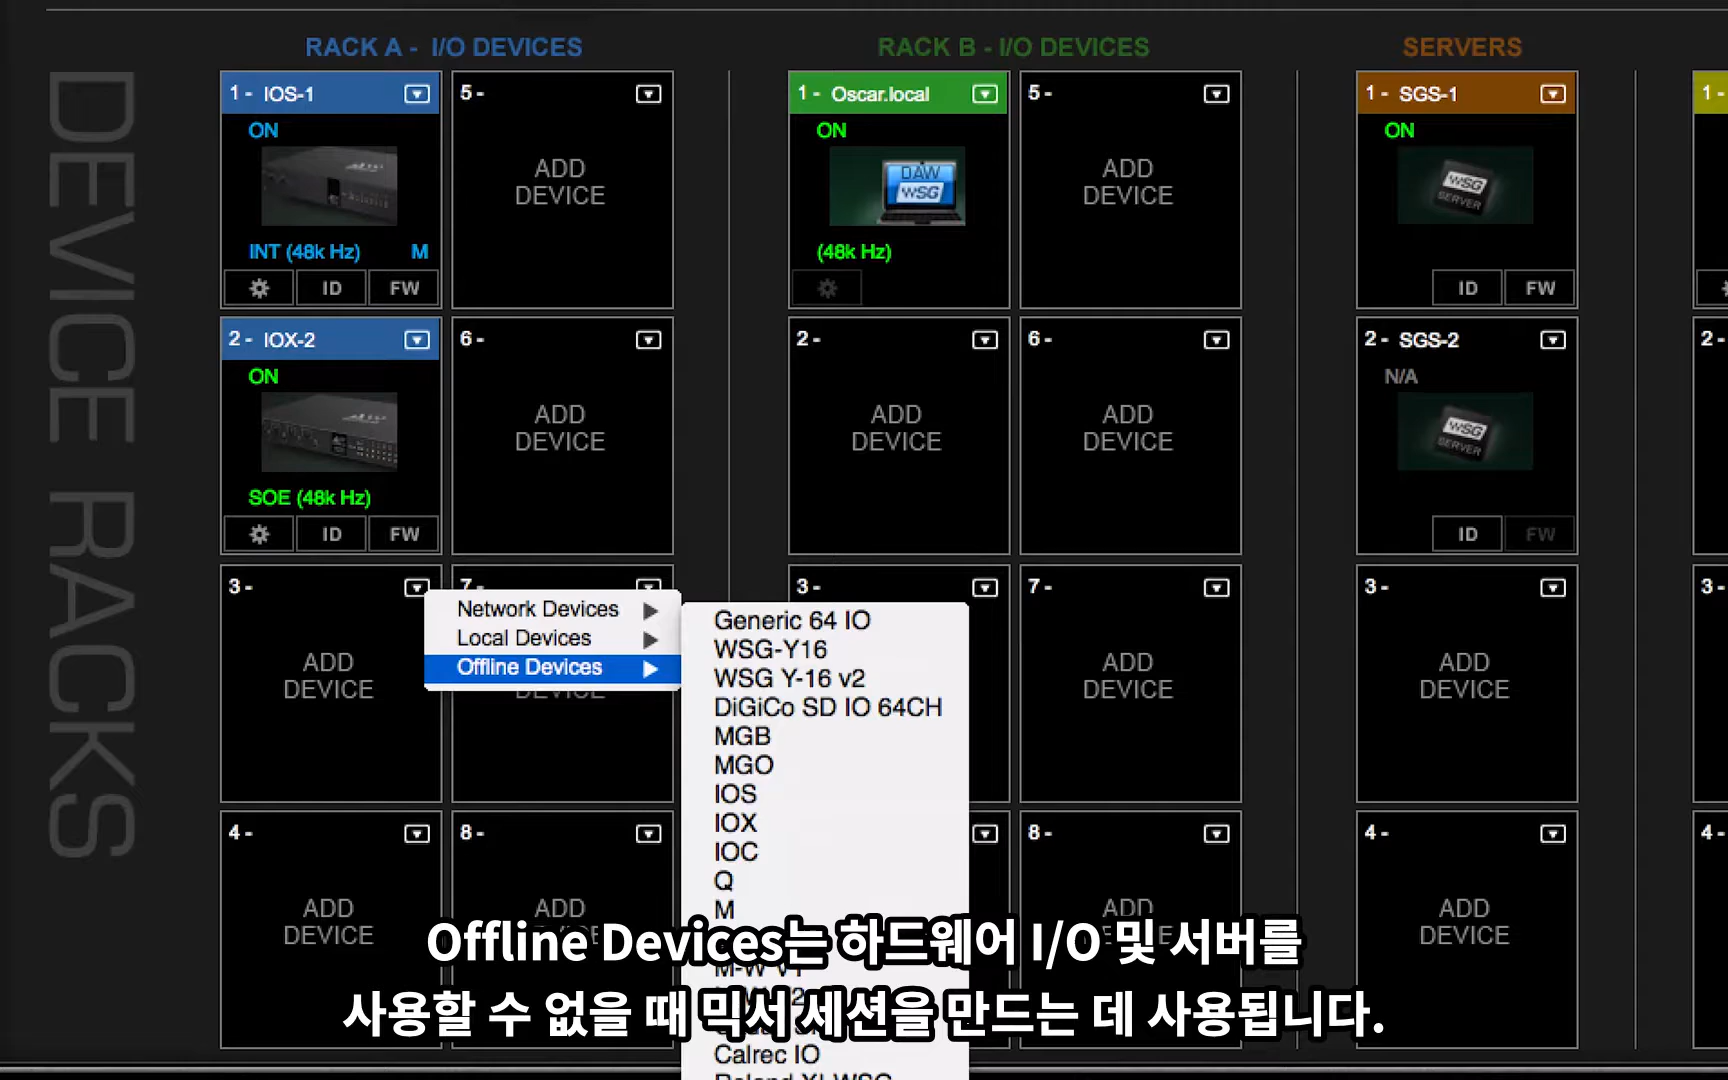 DEVICE RACKS
RACK A - I/O DEVICES
1 - IOS-1
ON
INT (48k Hz) M
ID FW
2 - IOX-2
ON
SOE (48k Hz)
ID FW
3 -
ADD
DEVICE
4 -
ADD
DEVICE
5 -
ADD
DEVICE
6 -
ADD
DEVICE
7 -
DEVICE
8 -
ADD
Network Devices
Local Devices
Offline Devices
Generic 64 IO
WSG-Y16
WSG Y-16 v2
DiGiCo SD IO 64CH
MGB
MGO
IOS
IOX
IOC
Q
M
M-W V1
Calrec IO
RACK B - I/O DEVICES
1 - Oscar.local
ON
DAW
WSG
(48k Hz)
2 -
ADD
DEVICE
3 -
5 -
ADD
DEVICE
6 -
ADD
DEVICE
7 -
ADD
DEVICE
8 -
ADD
DEVICE
SERVERS
1 - SGS-1
ON
WSG
SERVER
ID FW
2 - SGS-2
N/A
WSG
SERVER
ID FW
3 -
ADD
DEVICE
4 -
ADD
DEVICE
1 -
2 -
3 -
4 -
Offline Devices는 하드웨어 I/O 및 서버를
사용할 수 없을 때 믹서 세션을 만드는 데 사용됩니다.